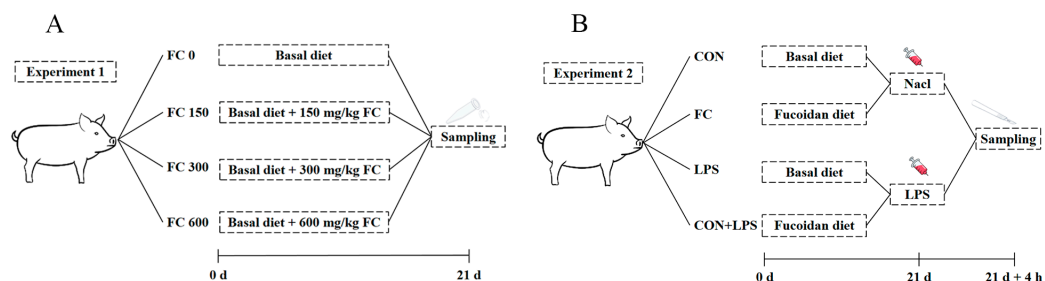 A
Experiment 1
FC 0
Basal diet
FC 150
Basal diet + 150 mg/kg FC
FC 300
Basal diet + 300 mg/kg FC
FC 600
Basal diet + 600 mg/kg FC
Sampling
0 d
21 d
B
Experiment 2
CON
Basal diet
FC
Fucoidan diet
NacI
LPS
Basal diet
CON+LPS
Fucoidan diet
LPS
Sampling
0 d
21 d
21 d + 4 h